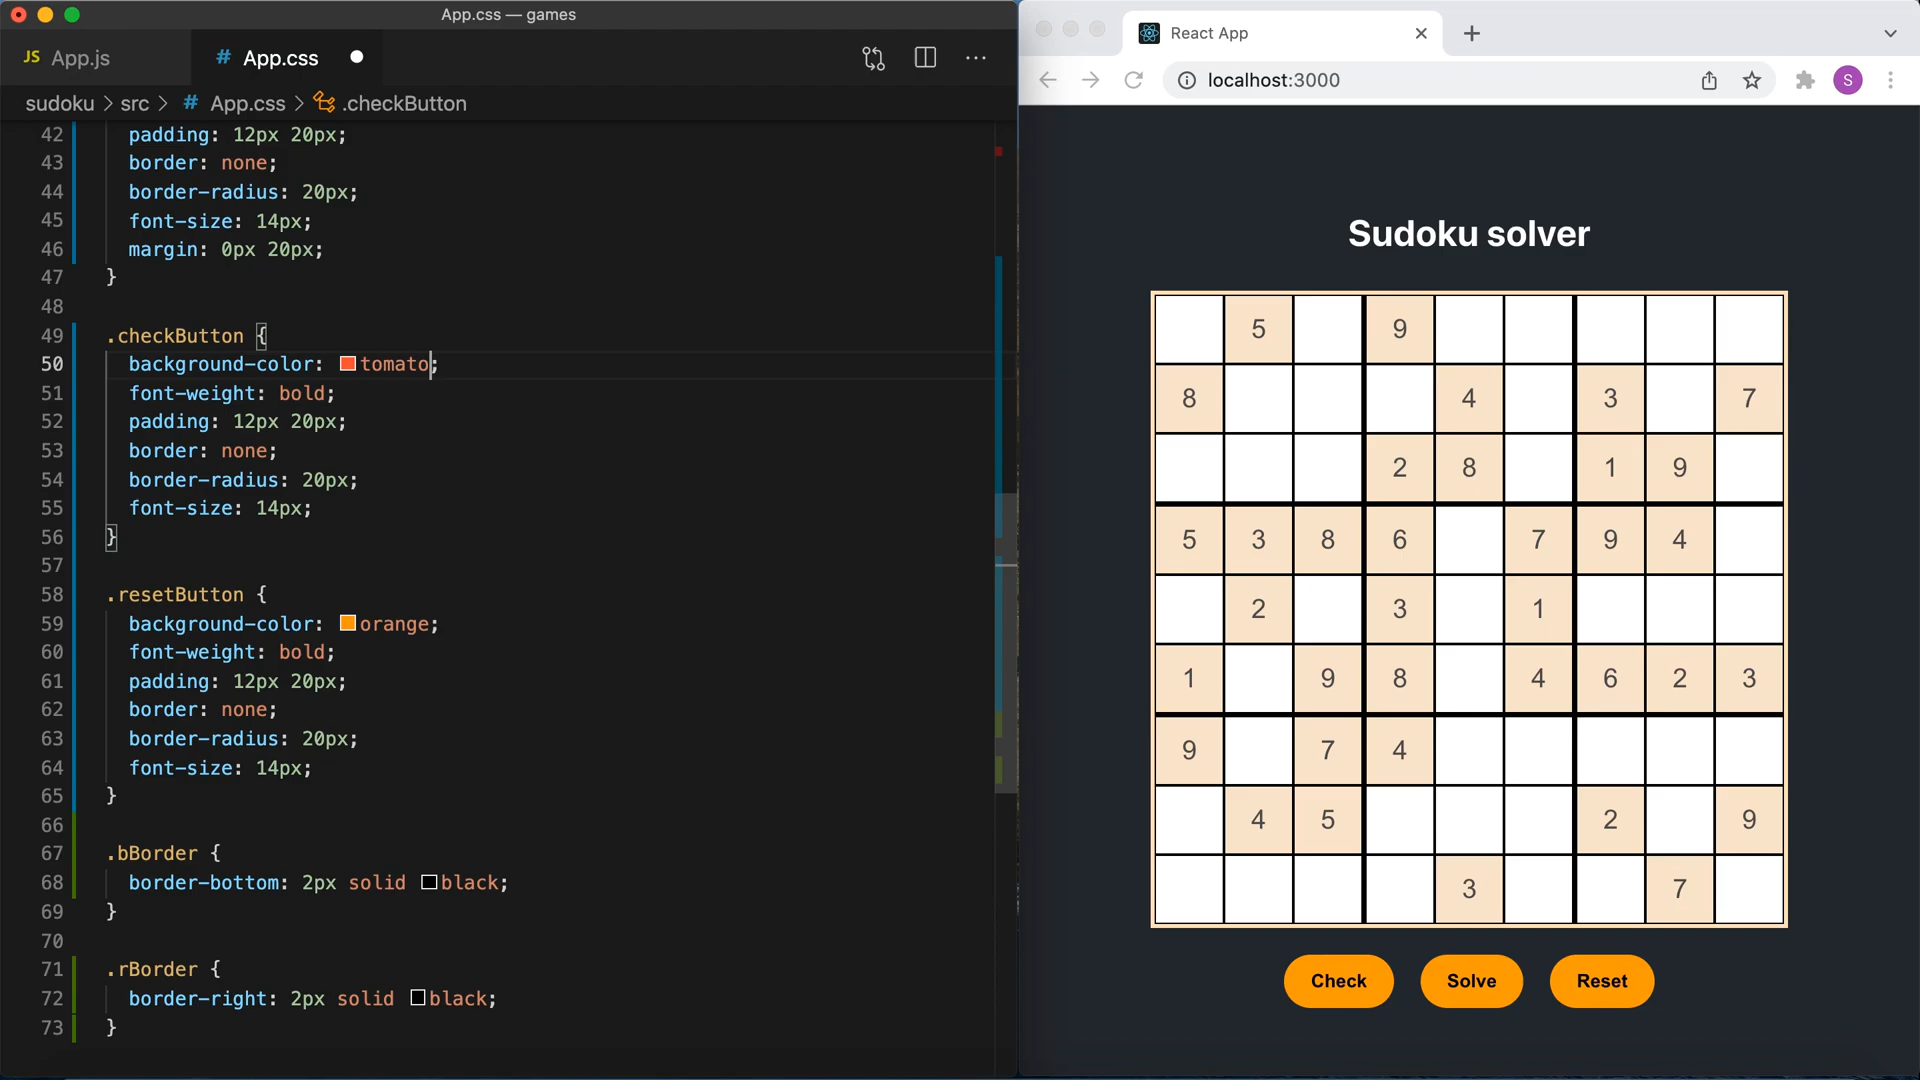 App.css — games
JS App.js
# App.css
sudoku > src > # App.css > .checkButton
42 padding: 12px 20px;
43 border: none;
44 border-radius: 20px;
45 font-size: 14px;
46 margin: 0px 20px;
47 }
48
49 .checkButton {
50 background-color: tomato;
51 font-weight: bold;
52 padding: 12px 20px;
53 border: none;
54 border-radius: 20px;
55 font-size: 14px;
56 }
57
58 .resetButton {
59 background-color: orange;
60 font-weight: bold;
61 padding: 12px 20px;
62 border: none;
63 border-radius: 20px;
64 font-size: 14px;
65 }
66
67 .bBorder {
68 border-bottom: 2px solid black;
69 }
70
71 .rBorder {
72 border-right: 2px solid black;
73 }
React App
localhost:3000
S
Sudoku solver
5 9
8 4 3 7
2 8 1 9
5 3 8 6 7 9 4
2 3 1
1 9 8 4 6 2 3
9 7 4
4 5 2 9
3 7
Check Solve Reset